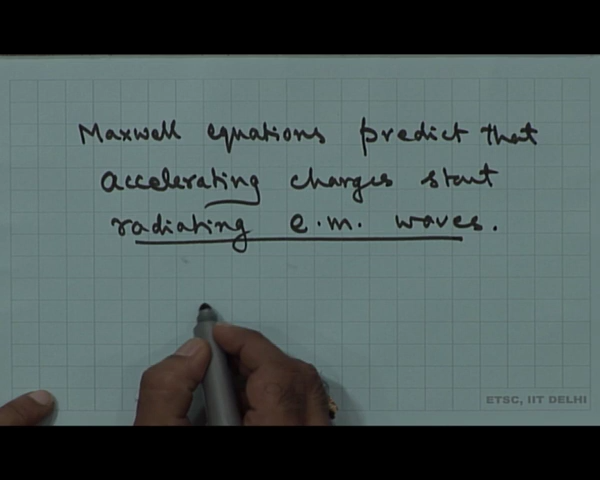 Maxwell equations predict that
accelerating charges start
radiating e.m. waves.
ETSC, IIT DELHI